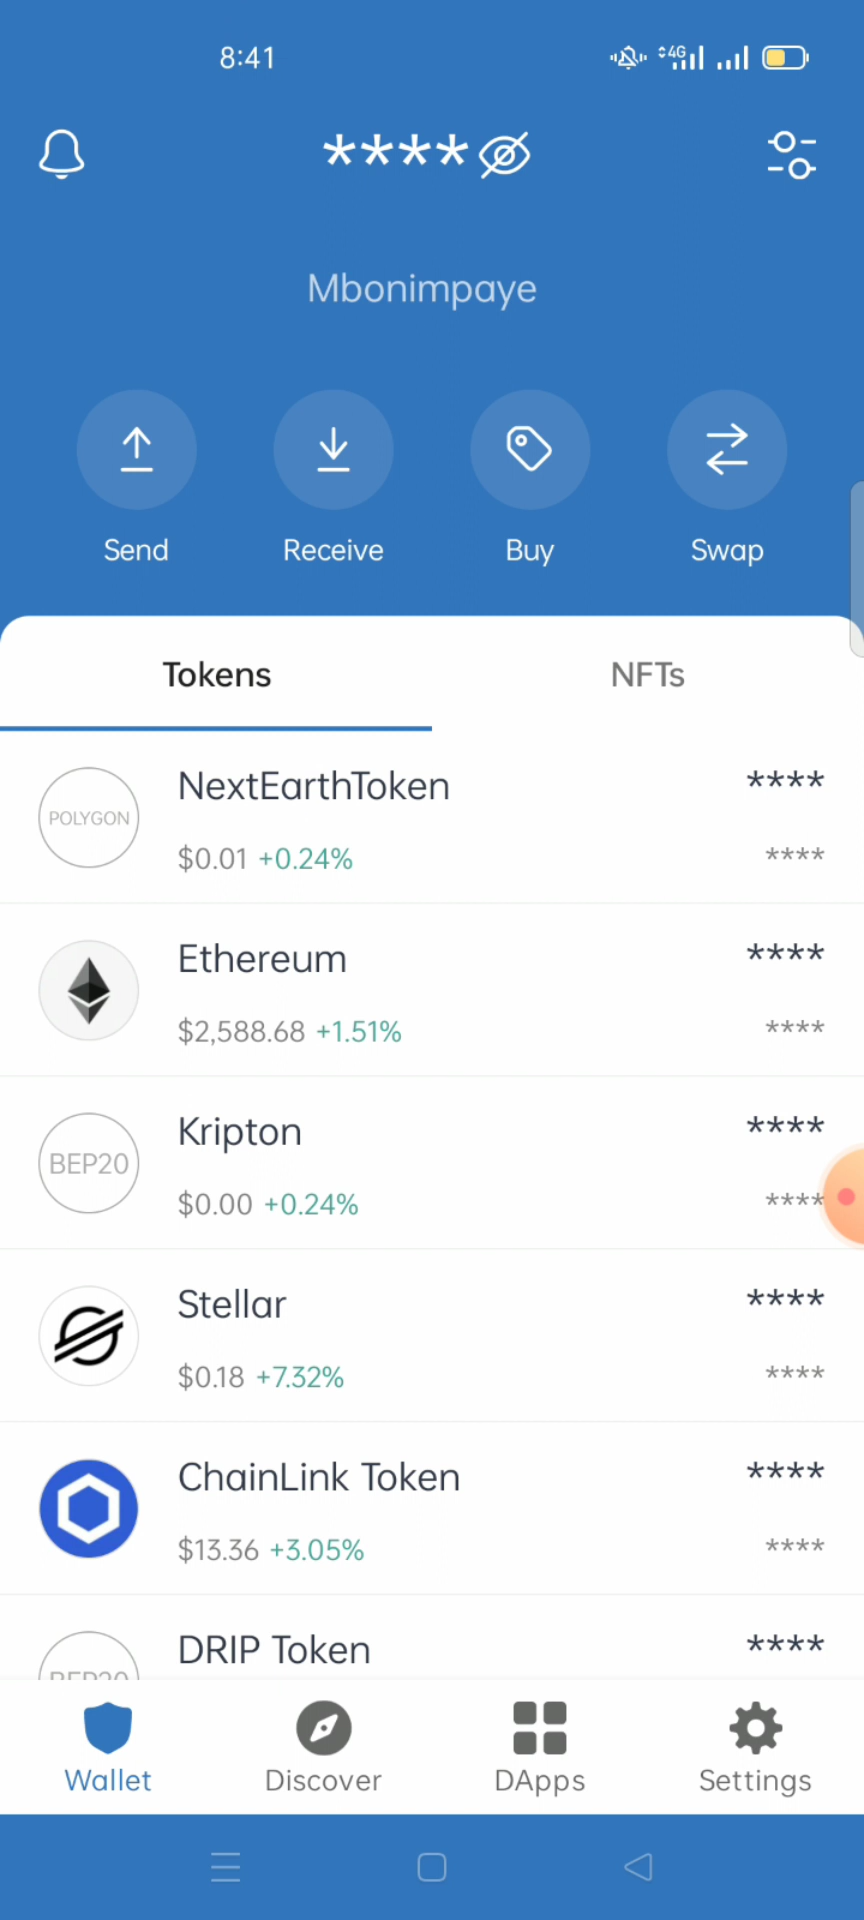 8:41
4G
****
Mbonimpaye
Send
Receive
Buy
Swap
Tokens
NFTs
POLYGON
NextEarthToken
****
$0.01 +0.24%
****
Ethereum
****
$2,588.68 +1.51%
****
BEP20
Kripton
****
$0.00 +0.24%
****
Stellar
****
$0.18 +7.32%
****
ChainLink Token
****
$13.36 +3.05%
****
DRIP Token
****
BEP20
Wallet
Discover
DApps
Settings